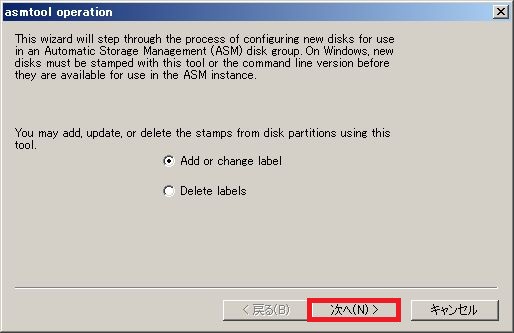 asmtool operation
This wizard will step through the process of configuring new disks for use
in an Automatic Storage Management (ASM) disk group. On Windows, new
disks must be stamped with this tool or the command line version before
they are available for use in the ASM instance.
You may add, update, or delete the stamps from disk partitions using this
tool.
Add or change label
Delete labels
< 戻る(B)
次へ(N) >
キャンセル